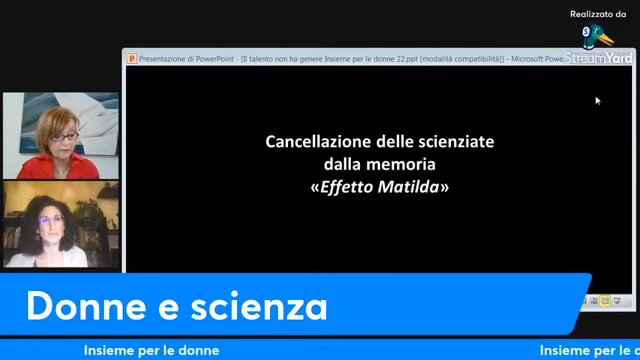 Realizzato da
StreamYard
Presentazione di PowerPoint - [Il talento non ha genere Insieme per le donne 22.ppt [modalità compatibilità] - Microsoft Powe
Cancellazione delle scienziate
dalla memoria
«Effetto Matilda»
Donne e scienza
Insieme per le donne
Insieme per le d